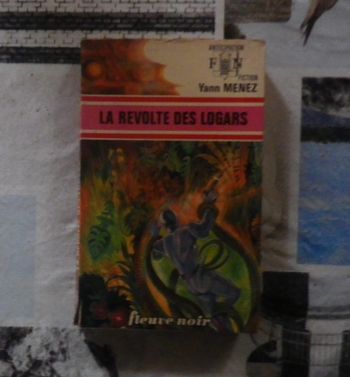 ANTICIPATION
F N
FICTION
Yann MENEZ
LA REVOLTE DES LOGARS
fleuve noir